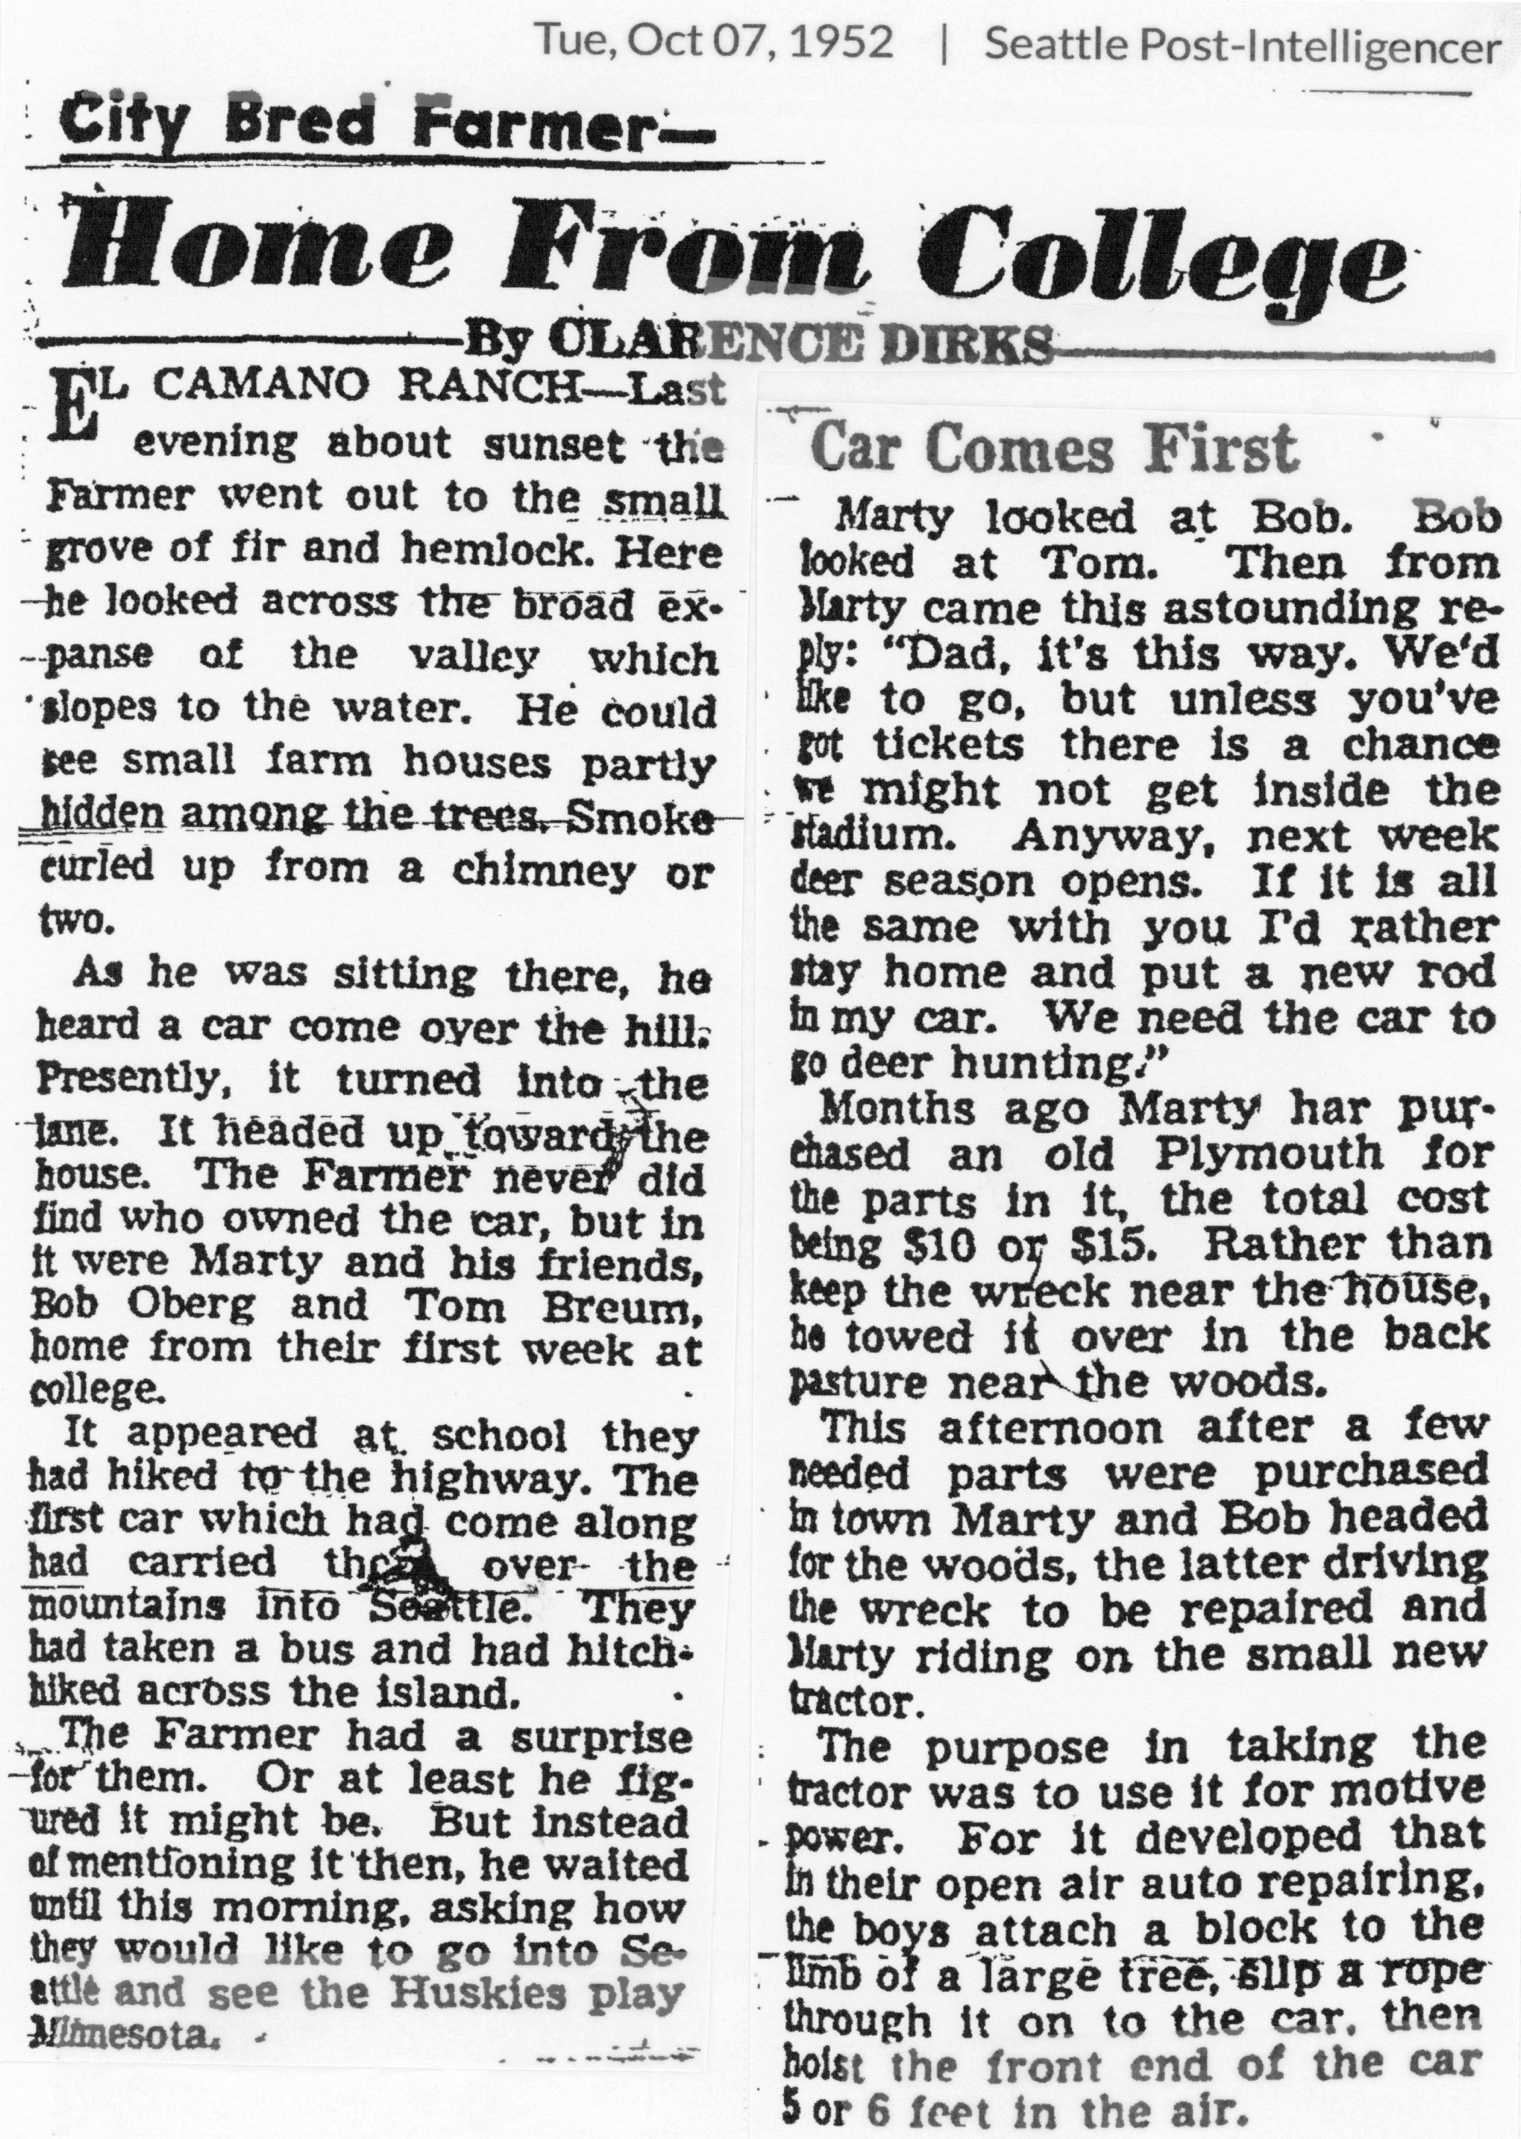 Tue, Oct 07, 1952 | Seattle Post-Intelligencer
City Bred Farmer—
Home From College
By CLARENCE DIRKS
EL CAMANO RANCH—Last
evening about sunset the
Farmer went out to the small
grove of fir and hemlock. Here
he looked across the broad ex-
panse of the valley which
slopes to the water. He could
see small farm houses partly
hidden among the trees. Smoke
curled up from a chimney or
two.
As he was sitting there, he
heard a car come over the hill.
Presently, it turned into the
lane. It headed up toward the
house. The Farmer never did
find who owned the car, but in
it were Marty and his friends,
Bob Oberg and Tom Breum,
home from their first week at
college.
It appeared at school they
had hiked to the highway. The
first car which had come along
had carried them over the
mountains into Seattle. They
had taken a bus and had hitch-
hiked across the island.
The Farmer had a surprise
for them. Or at least he fig-
ured it might be. But instead
of mentioning it then, he waited
until this morning, asking how
they would like to go into Se-
attle and see the Huskies play
Minnesota.
Car Comes First
Marty looked at Bob. Bob
looked at Tom. Then from
Marty came this astounding re-
ply: "Dad, it's this way. We'd
like to go, but unless you've
got tickets there is a chance
we might not get inside the
stadium. Anyway, next week
deer season opens. If it is all
the same with you I'd rather
stay home and put a new rod
in my car. We need the car to
go deer hunting."
Months ago Marty har pur-
chased an old Plymouth for
the parts in it, the total cost
being $10 or $15. Rather than
keep the wreck near the house,
he towed it over in the back
pasture near the woods.
This afternoon after a few
needed parts were purchased
in town Marty and Bob headed
for the woods, the latter driving
the wreck to be repaired and
Marty riding on the small new
tractor.
The purpose in taking the
tractor was to use it for motive
power. For it developed that
in their open air auto repairing,
the boys attach a block to the
limb of a large tree, slip a rope
through it on to the car, then
hoist the front end of the car
5 or 6 feet in the air.